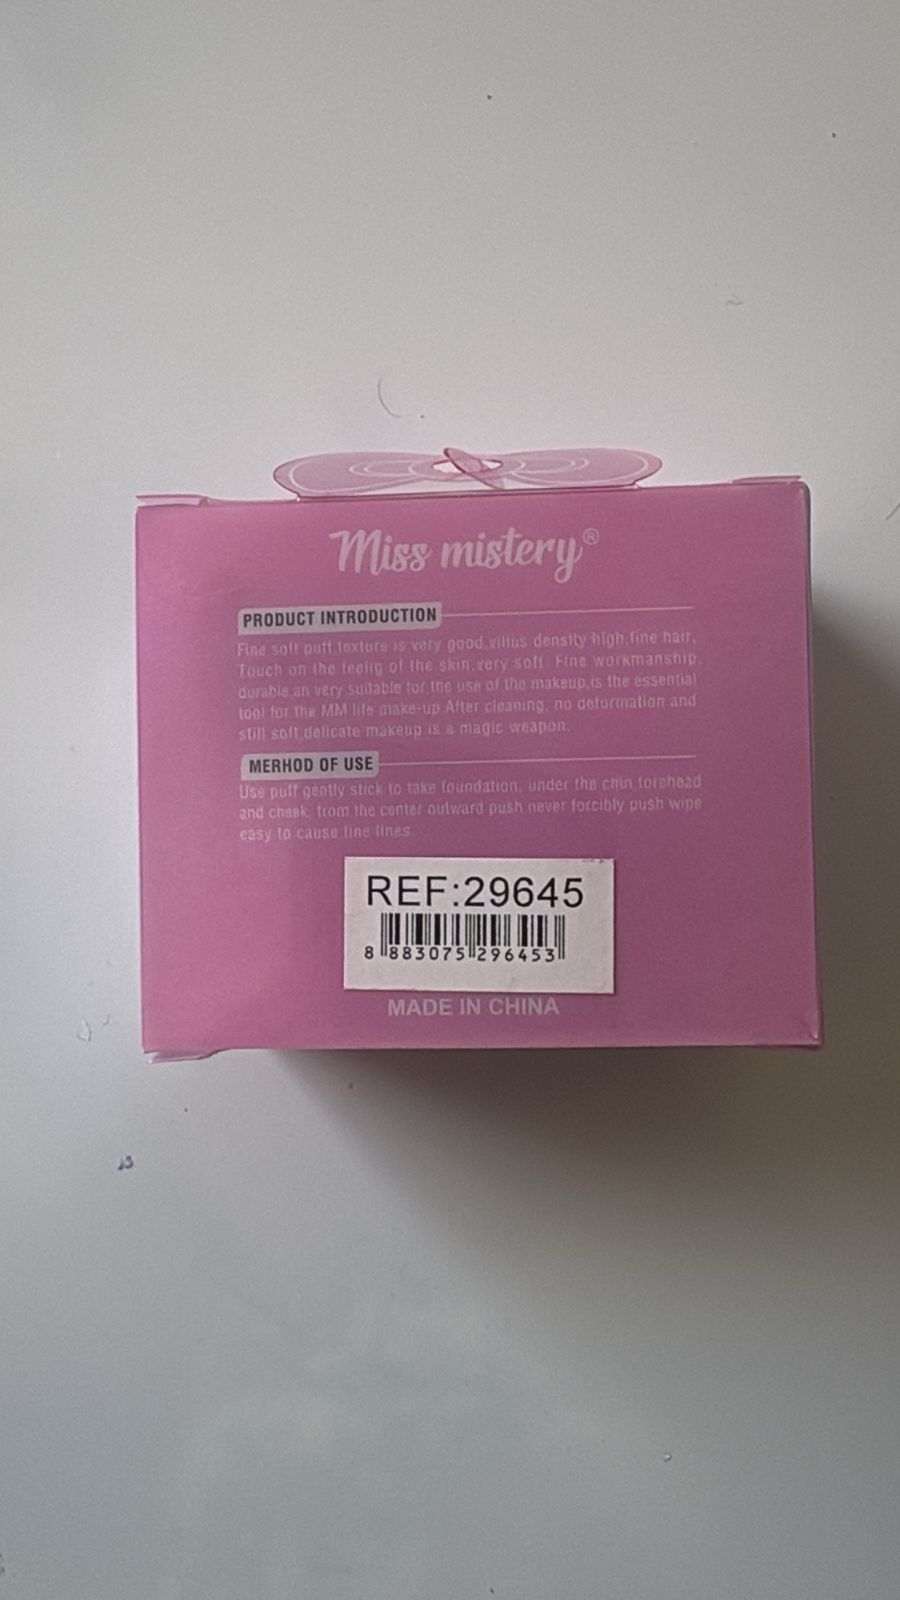 Miss mistery®
PRODUCT INTRODUCTION
Fine soft puff texture is very good,villus density high,fine hair,
Touch on the feelig of the skin,very soft. Fine workmanship,
durable,an very suitable for the use of the makeup,is the essential
tool for the MM life make-up.After cleaning, no deformation and
still soft,delicate makeup is a magic weapon.
MERHOD OF USE
Use puff gently stick to take foundation, under the chin,forehead
and cheek, from the center outward push never forcibly push wipe
easy to cause fine lines
REF:29645
8 883075 296453
MADE IN CHINA